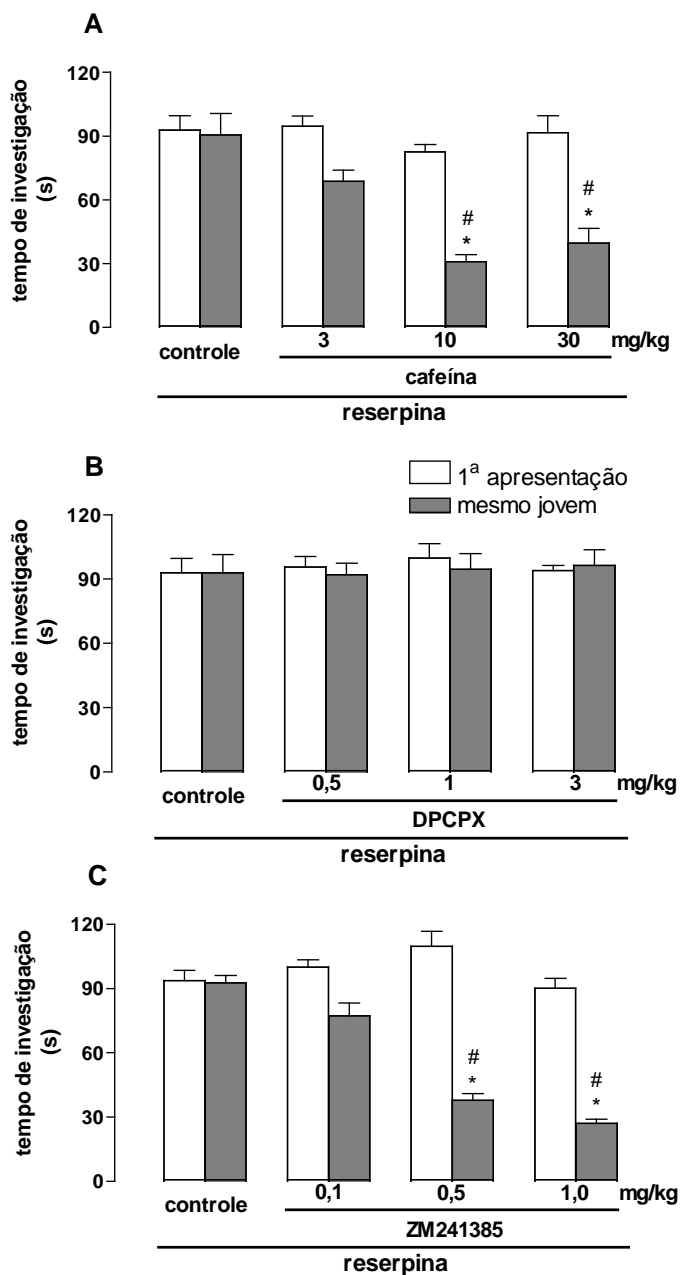 A
tempo de investigação
(s)
120
90
60
30
0
#
*
#
*
controle
3
10
30
mg/kg
cafeína
reserpina
B
1ª apresentação
mesmo jovem
tempo de investigação
(s)
120
90
60
30
0
controle
0,5
1
3
mg/kg
DPCPX
reserpina
C
tempo de investigação
(s)
120
90
60
30
0
#
*
#
*
controle
0,1
0,5
1,0
mg/kg
ZM241385
reserpina